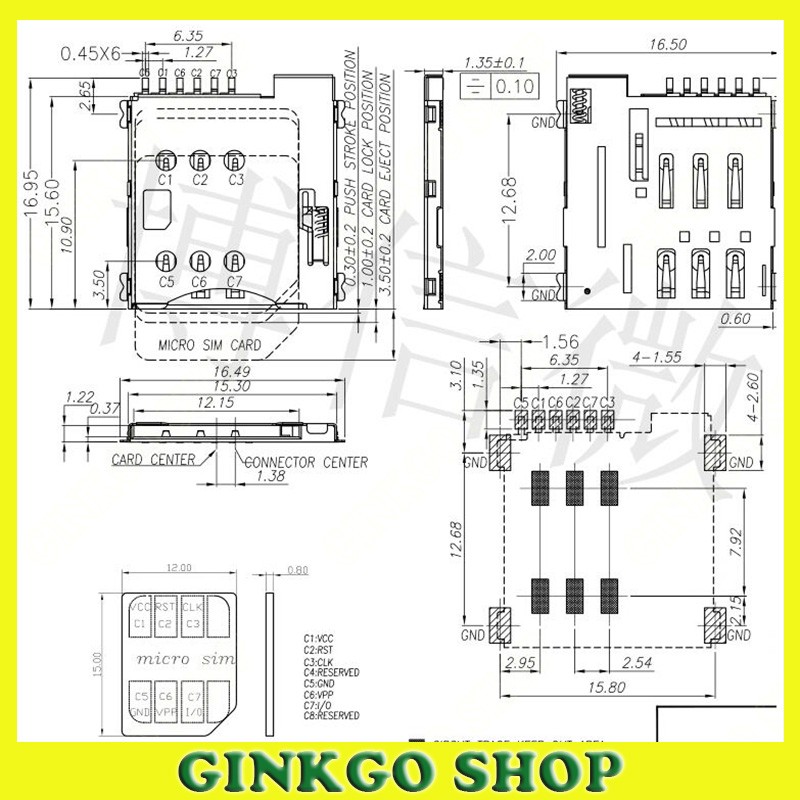 6.35
0.45X6
1.27
C5 C1 C6 C2 C7 C3
2.65
16.95
15.60
10.90
3.50
C1 C2 C3
C5 C6 C7
MICRO SIM CARD
0.30±0.2 PUSH STROKE POSITION
1.00±0.2 CARD LOCK POSITION
3.50±0.2 CARD EJECT POSITION
1.35±0.1
0.10
16.50
GND
12.68
2.00
GND
0.60
博信微
16.49
15.30
12.15
1.22
0.37
CARD CENTER
CONNECTOR CENTER
1.38
1.56
6.35
4-1.55
3.10
1.35
1.27
C5 C1 C6 C2 C7 C3
4-2.60
GND
GND
12.68
7.92
2.15
GND
GND
2.95
2.54
15.80
12.00
0.80
15.00
VCC RST CLK
C1 C2 C3
micro sim
C5 C6 C7
GND VPP I/O
C1:VCC
C2:RST
C3:CLK
C4:RESERVED
C5:GND
C6:VPP
C7:I/O
C8:RESERVED
GINKGO SHOP